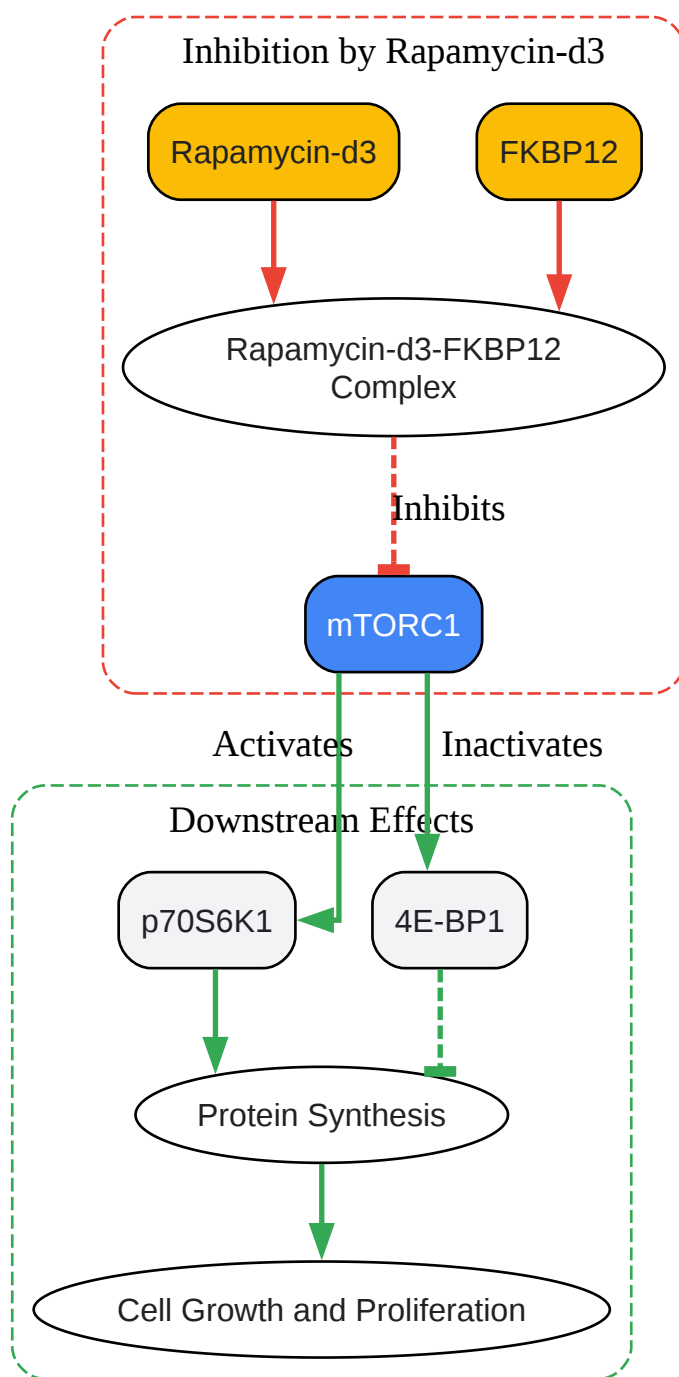 Inhibition by Rapamycin-d3
Rapamycin-d3
FKBP12
Rapamycin-d3-FKBP12
Complex
Inhibits
mTORC1
Activates
Inactivates
Downstream Effects
p70S6K1
4E-BP1
Protein Synthesis
Cell Growth and Proliferation